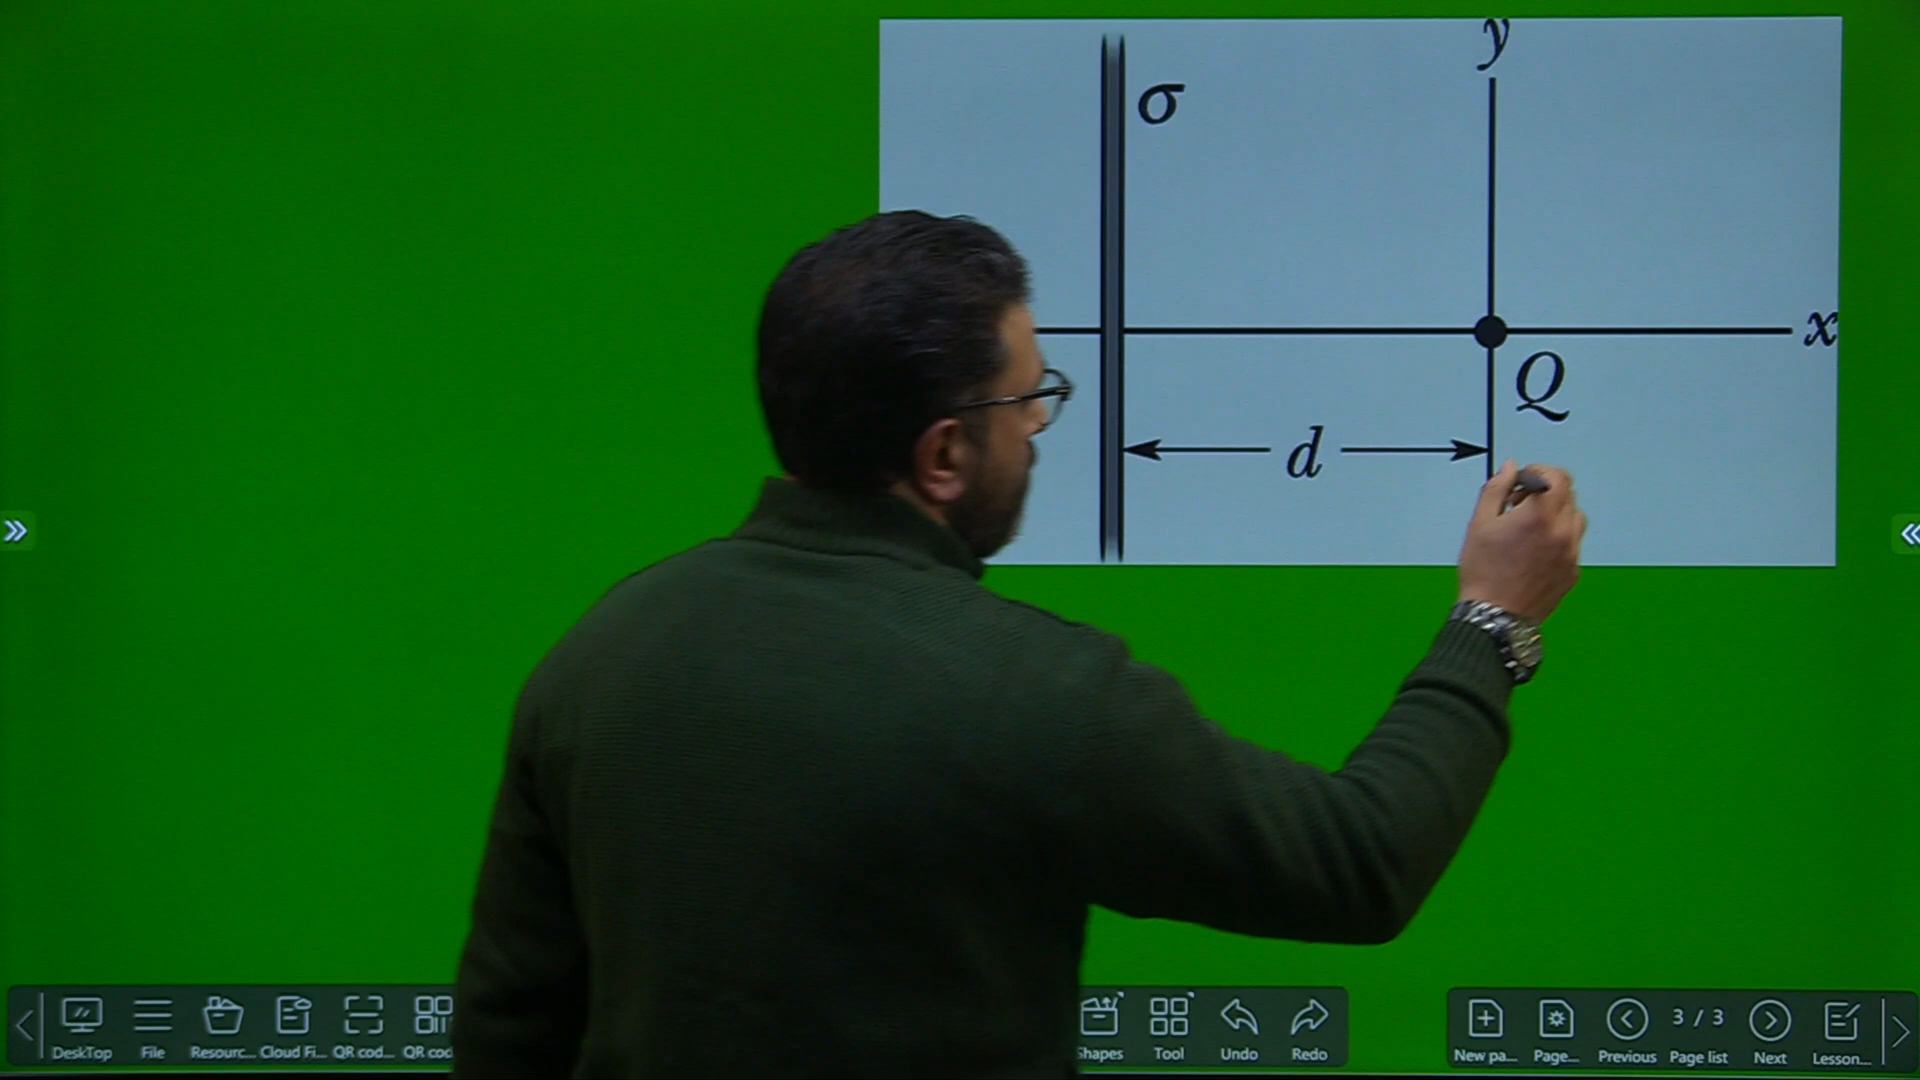 y
σ
x
Q
d
DeskTop File Resourc... Cloud Fi... QR cod... QR cod Shapes Tool Undo Redo New pa... Page... Previous 3 / 3 Page list Next Lesson...